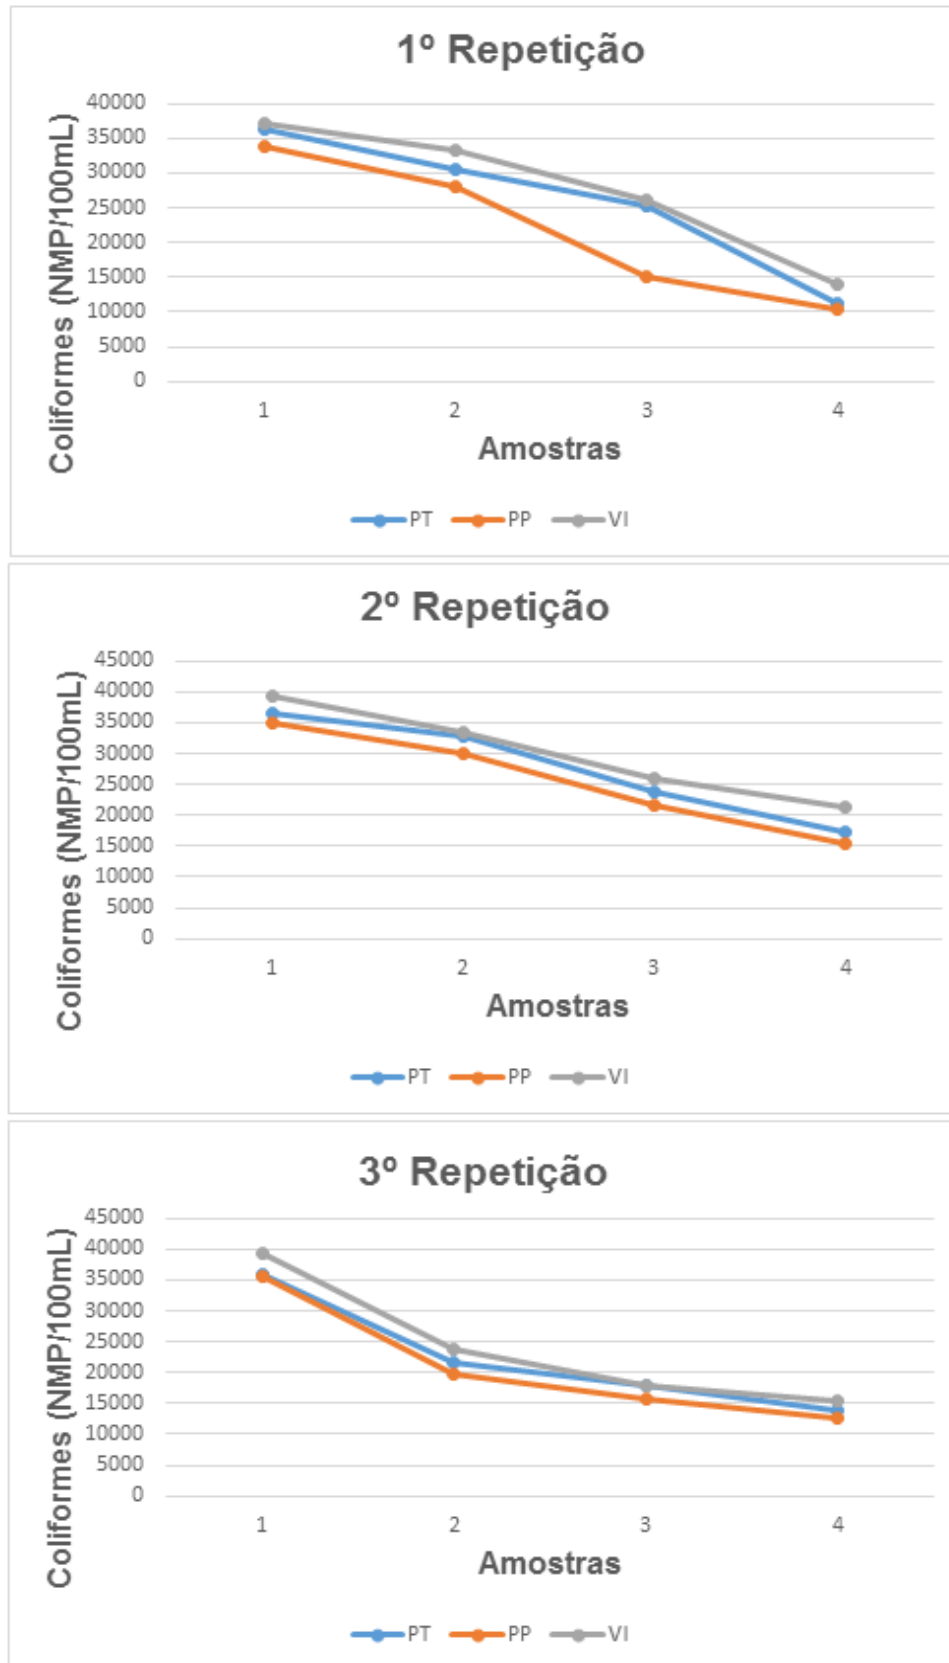 1º Repetição
Coliformes (NMP/100mL)
40000
35000
30000
25000
20000
15000
10000
5000
0
1 2 3 4
Amostras
PT PP VI
2º Repetição
Coliformes (NMP/100mL)
45000
40000
35000
30000
25000
20000
15000
10000
5000
0
1 2 3 4
Amostras
PT PP VI
3º Repetição
Coliformes (NMP/100mL)
45000
40000
35000
30000
25000
20000
15000
10000
5000
0
1 2 3 4
Amostras
PT PP VI